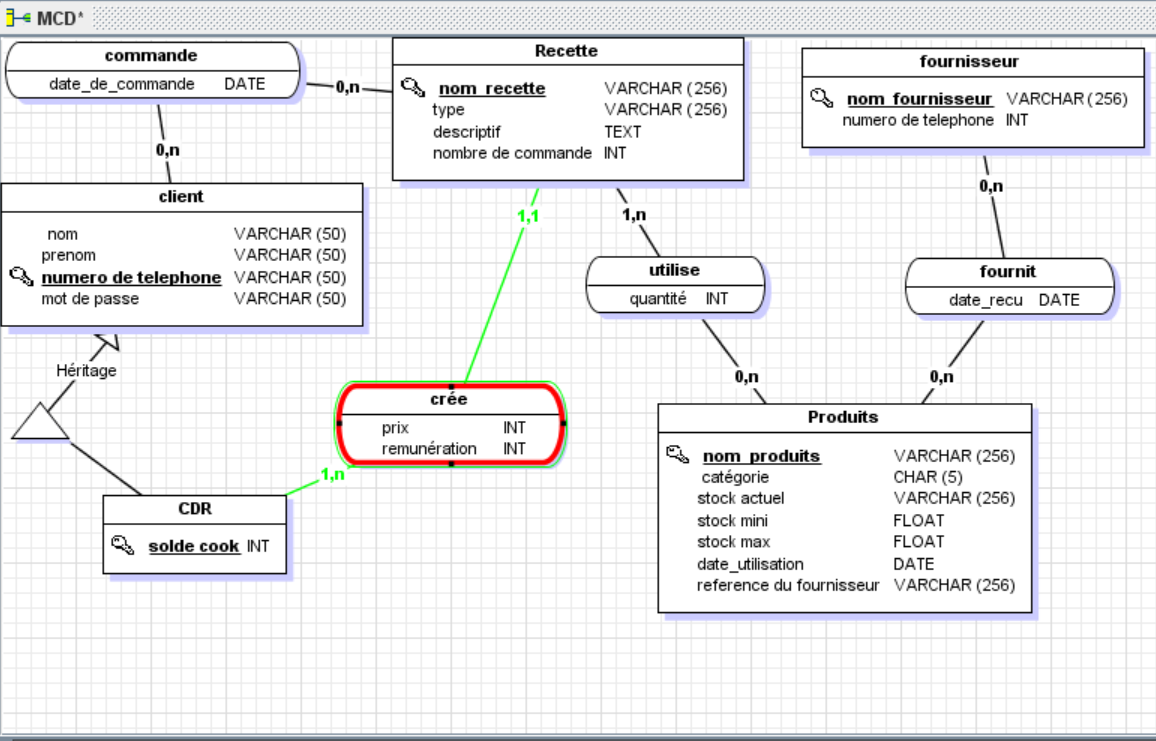 MCD*
commande
date_de_commande DATE
0,n
Recette
nom_recette VARCHAR (256)
type VARCHAR (256)
descriptif TEXT
nombre de commande INT
fournisseur
nom_fournisseur VARCHAR (256)
numero de telephone INT
0,n
client
nom VARCHAR (50)
prenom VARCHAR (50)
numero de telephone VARCHAR (50)
mot de passe VARCHAR (50)
1,1
1,n
0,n
utilise
quantité INT
fournit
date_recu DATE
Héritage
0,n
0,n
crée
prix INT
remunération INT
1,n
CDR
solde cook INT
Produits
nom_produits VARCHAR (256)
catégorie CHAR (5)
stock actuel VARCHAR (256)
stock mini FLOAT
stock max FLOAT
date_utilisation DATE
reference du fournisseur VARCHAR (256)